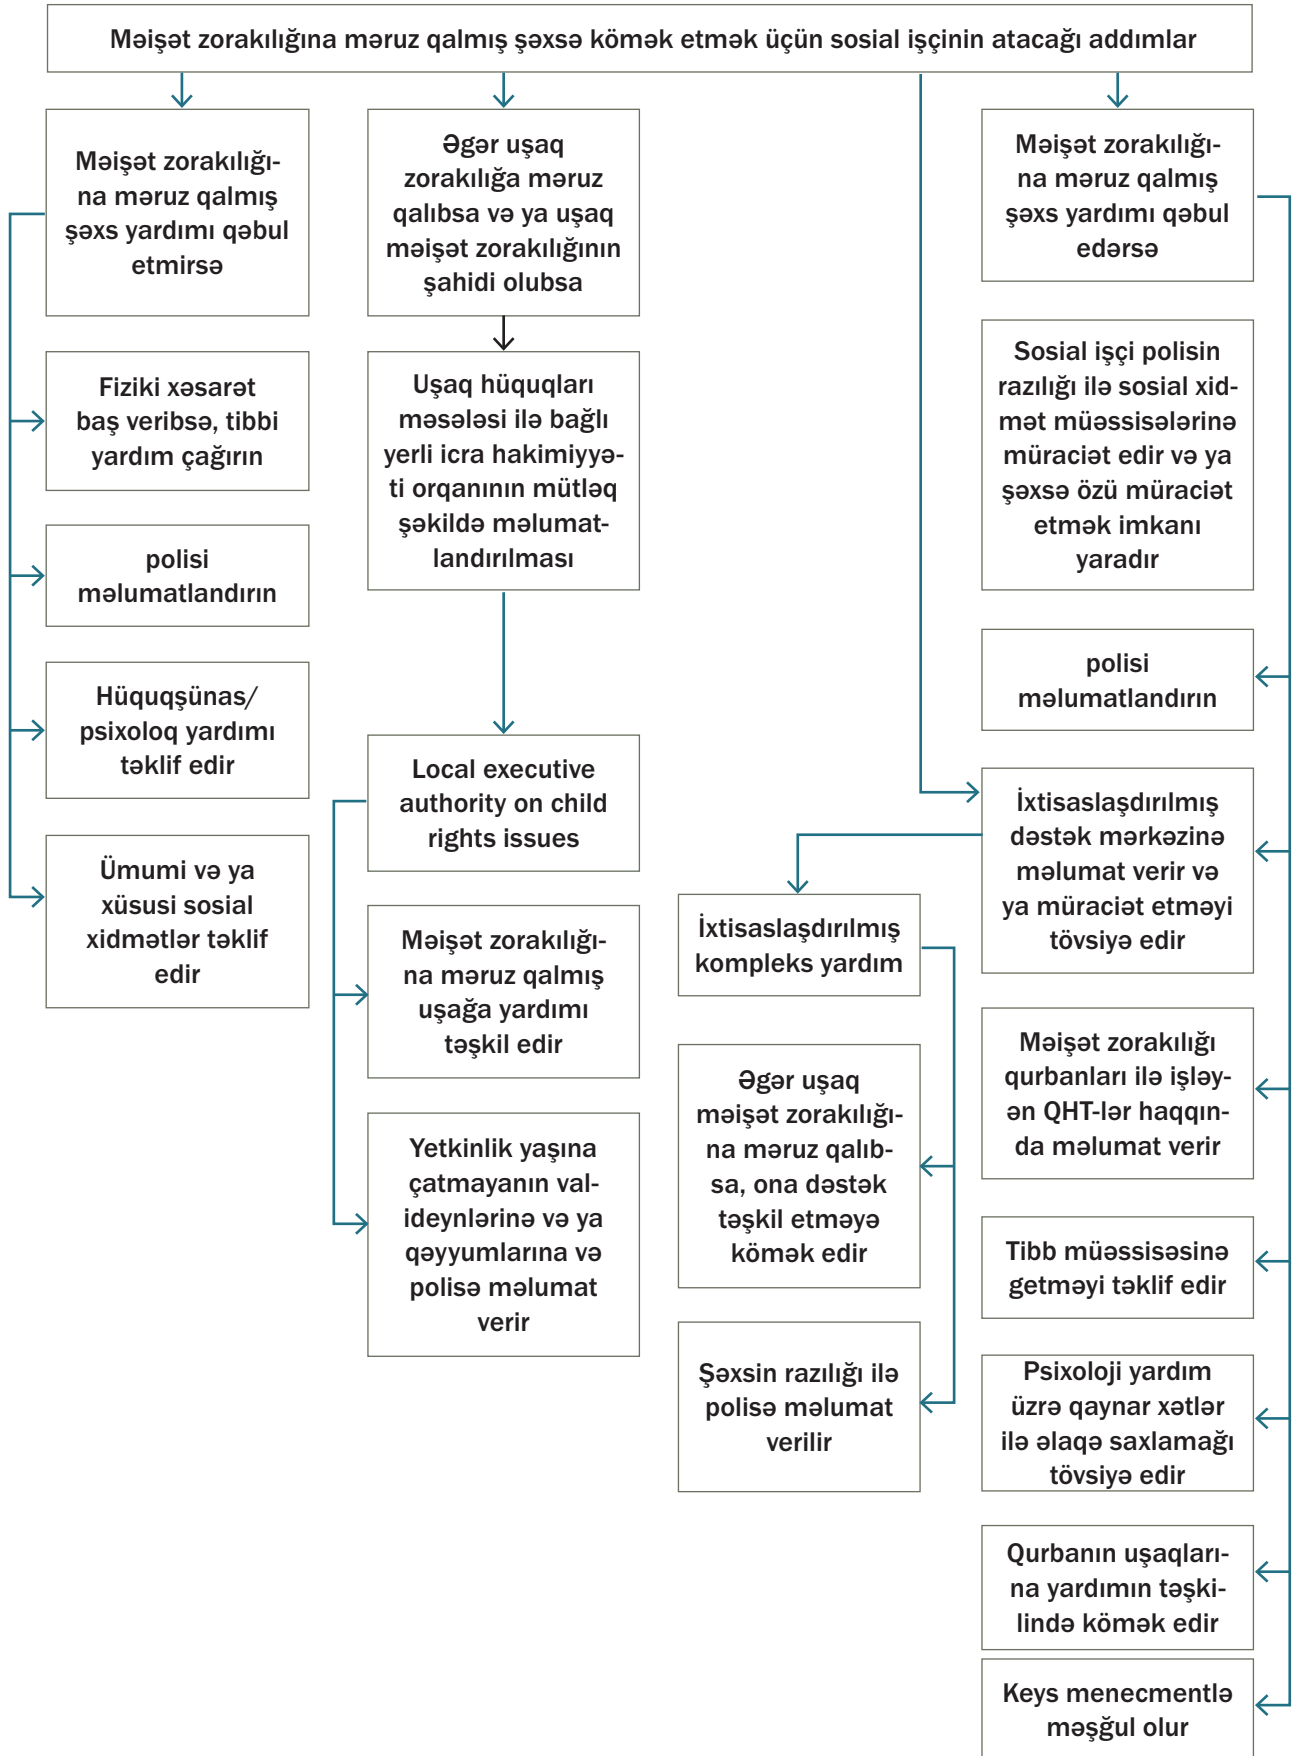 Məişət zorakılığına məruz qalmış şəxsə kömək etmək üçün sosial işçinin atacağı addımlar
Məişət zorakılığı-
na məruz qalmış
şəxs yardımı qəbul
etmirsə
Fiziki xəsarət
baş veribsə, tibbi
yardım çağırın
polisi
məlumatlandırın
Hüquqşünas/
psixoloq yardımı
təklif edir
Ümumi və ya
xüsusi sosial
xidmətlər təklif
edir
Əgər uşaq
zorakılığa məruz
qalıbsa və ya uşaq
məişət zorakılığının
şahidi olubsa
Uşaq hüquqları
məsələsi ilə bağlı
yerli icra hakimiyyə-
ti orqanının mütləq
şəkildə məlumat-
landırılması
Local executive
authority on child
rights issues
Məişət zorakılığı-
na məruz qalmış
uşağa yardımı
təşkil edir
Yetkinlik yaşına
çatmayanın val-
ideynlərinə və ya
qəyyumlarına və
polisə məlumat
verir
İxtisaslaşdırılmış
kompleks yardım
Əgər uşaq
məişət zorakılığı-
na məruz qalıb-
sa, ona dəstək
təşkil etməyə
kömək edir
Şəxsin razılığı ilə
polisə məlumat
verilir
Məişət zorakılığı-
na məruz qalmış
şəxs yardımı qəbul
edərsə
Sosial işçi polisin
razılığı ilə sosial xid-
mət müəssisələrinə
müraciət edir və ya
şəxsə özü müraciət
etmək imkanı
yaradır
polisi
məlumatlandırın
İxtisaslaşdırılmış
dəstək mərkəzinə
məlumat verir və
ya müraciət etməyi
tövsiyə edir
Məişət zorakılığı
qurbanları ilə işləy-
ən QHT-lər haqqın-
da məlumat verir
Tibb müəssisəsinə
getməyi təklif edir
Psixoloji yardım
üzrə qaynar xətlər
ilə əlaqə saxlamağı
tövsiyə edir
Qurbanın uşaqları-
na yardımın təşki-
lində kömək edir
Keys menecmentlə
məşğul olur